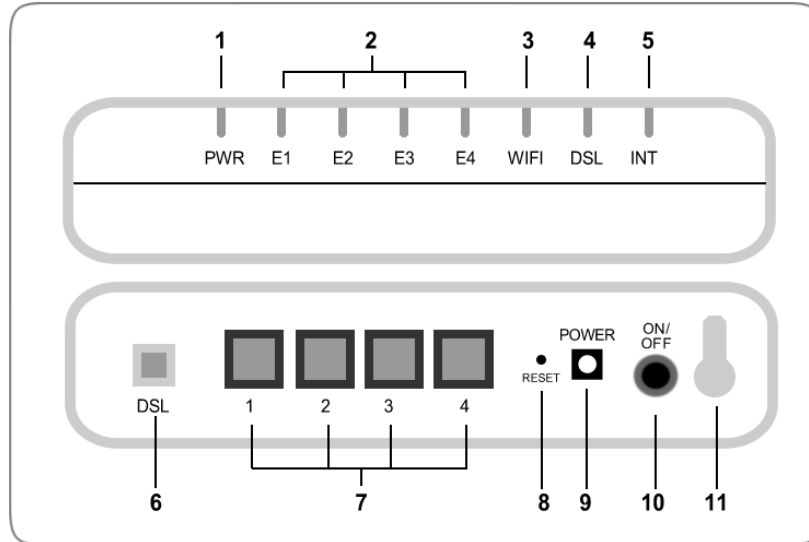 1 2 3 4 5
PWR E1 E2 E3 E4 WIFI DSL INT
ON/
OFF
POWER
RESET
DSL 1 2 3 4
6 7 8 9 10 11